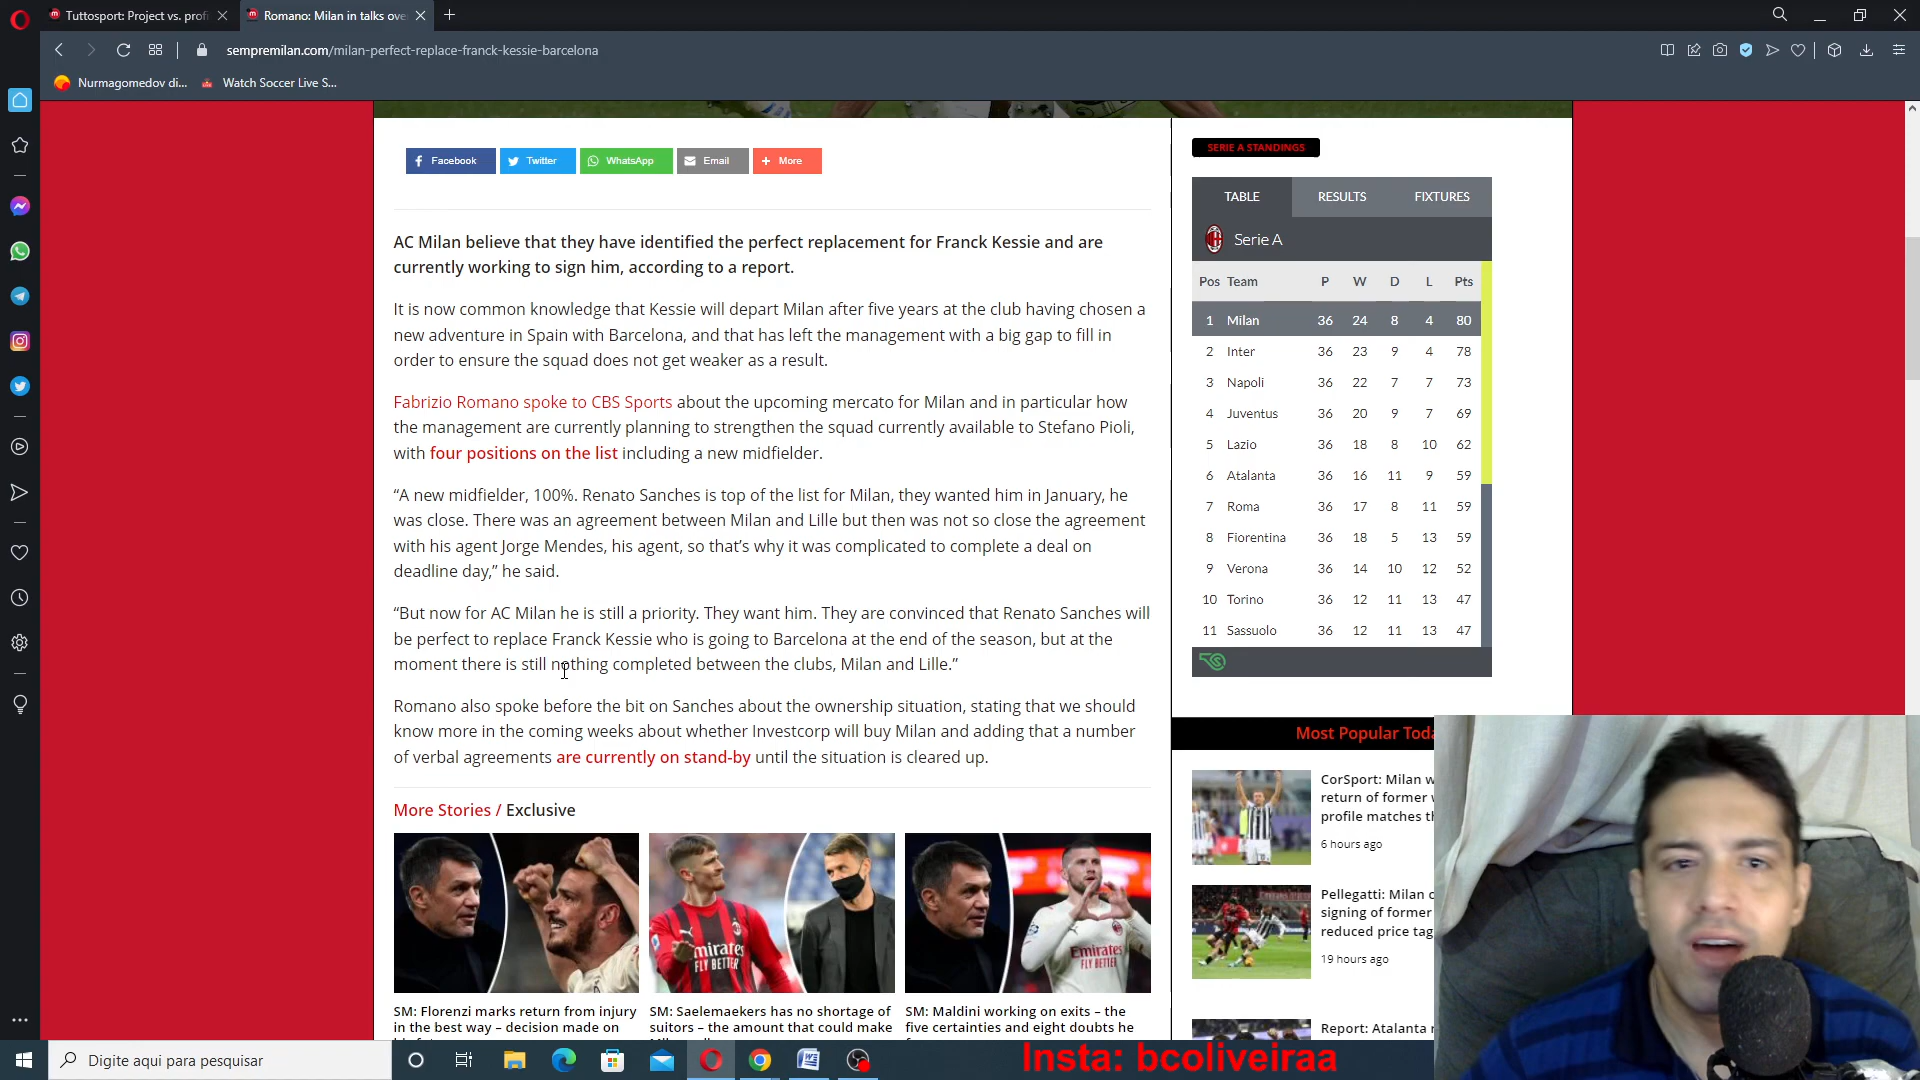 Tuttosport: Project vs. prof
Romano: Milan in talks ove
sempremilan.com/milan-perfect-replace-franck-kessie-barcelona
Nurmagomedov di...
Watch Soccer Live S...
Facebook
Twitter
WhatsApp
Email
More
AC Milan believe that they have identified the perfect replacement for Franck Kessie and are
currently working to sign him, according to a report.
It is now common knowledge that Kessie will depart Milan after five years at the club having chosen a
new adventure in Spain with Barcelona, and that has left the management with a big gap to fill in
order to ensure the squad does not get weaker as a result.
Fabrizio Romano spoke to CBS Sports about the upcoming mercato for Milan and in particular how
the management are currently planning to strengthen the squad currently available to Stefano Pioli,
with four positions on the list including a new midfielder.
“A new midfielder, 100%. Renato Sanches is top of the list for Milan, they wanted him in January, he
was close. There was an agreement between Milan and Lille but then was not so close the agreement
with his agent Jorge Mendes, his agent, so that’s why it was complicated to complete a deal on
deadline day,” he said.
“But now for AC Milan he is still a priority. They want him. They are convinced that Renato Sanches will
be perfect to replace Franck Kessie who is going to Barcelona at the end of the season, but at the
moment there is still nothing completed between the clubs, Milan and Lille.”
Romano also spoke before the bit on Sanches about the ownership situation, stating that we should
know more in the coming weeks about whether Investcorp will buy Milan and adding that a number
of verbal agreements are currently on stand-by until the situation is cleared up.
More Stories / Exclusive
SM: Florenzi marks return from injury
in the best way – decision made on
SM: Saelemaekers has no shortage of
suitors – the amount that could make
SM: Maldini working on exits – the
five certainties and eight doubts he
SERIE A STANDINGS
TABLE RESULTS FIXTURES
Serie A
Pos Team P W D L Pts
1 Milan 36 24 8 4 80
2 Inter 36 23 9 4 78
3 Napoli 36 22 7 7 73
4 Juventus 36 20 9 7 69
5 Lazio 36 18 8 10 62
6 Atalanta 36 16 11 9 59
7 Roma 36 17 8 11 59
8 Fiorentina 36 18 5 13 59
9 Verona 36 14 10 12 52
10 Torino 36 12 11 13 47
11 Sassuolo 36 12 11 13 47
Most Popular Toda
CorSport: Milan w
return of former
profile matches th
6 hours ago
Pellegatti: Milan c
signing of former
reduced price tag
19 hours ago
Report: Atalanta
Emirates
FLY BETTER
Emirates
FLY BETTER
Digite aqui para pesquisar
Insta: bcoliveiraa